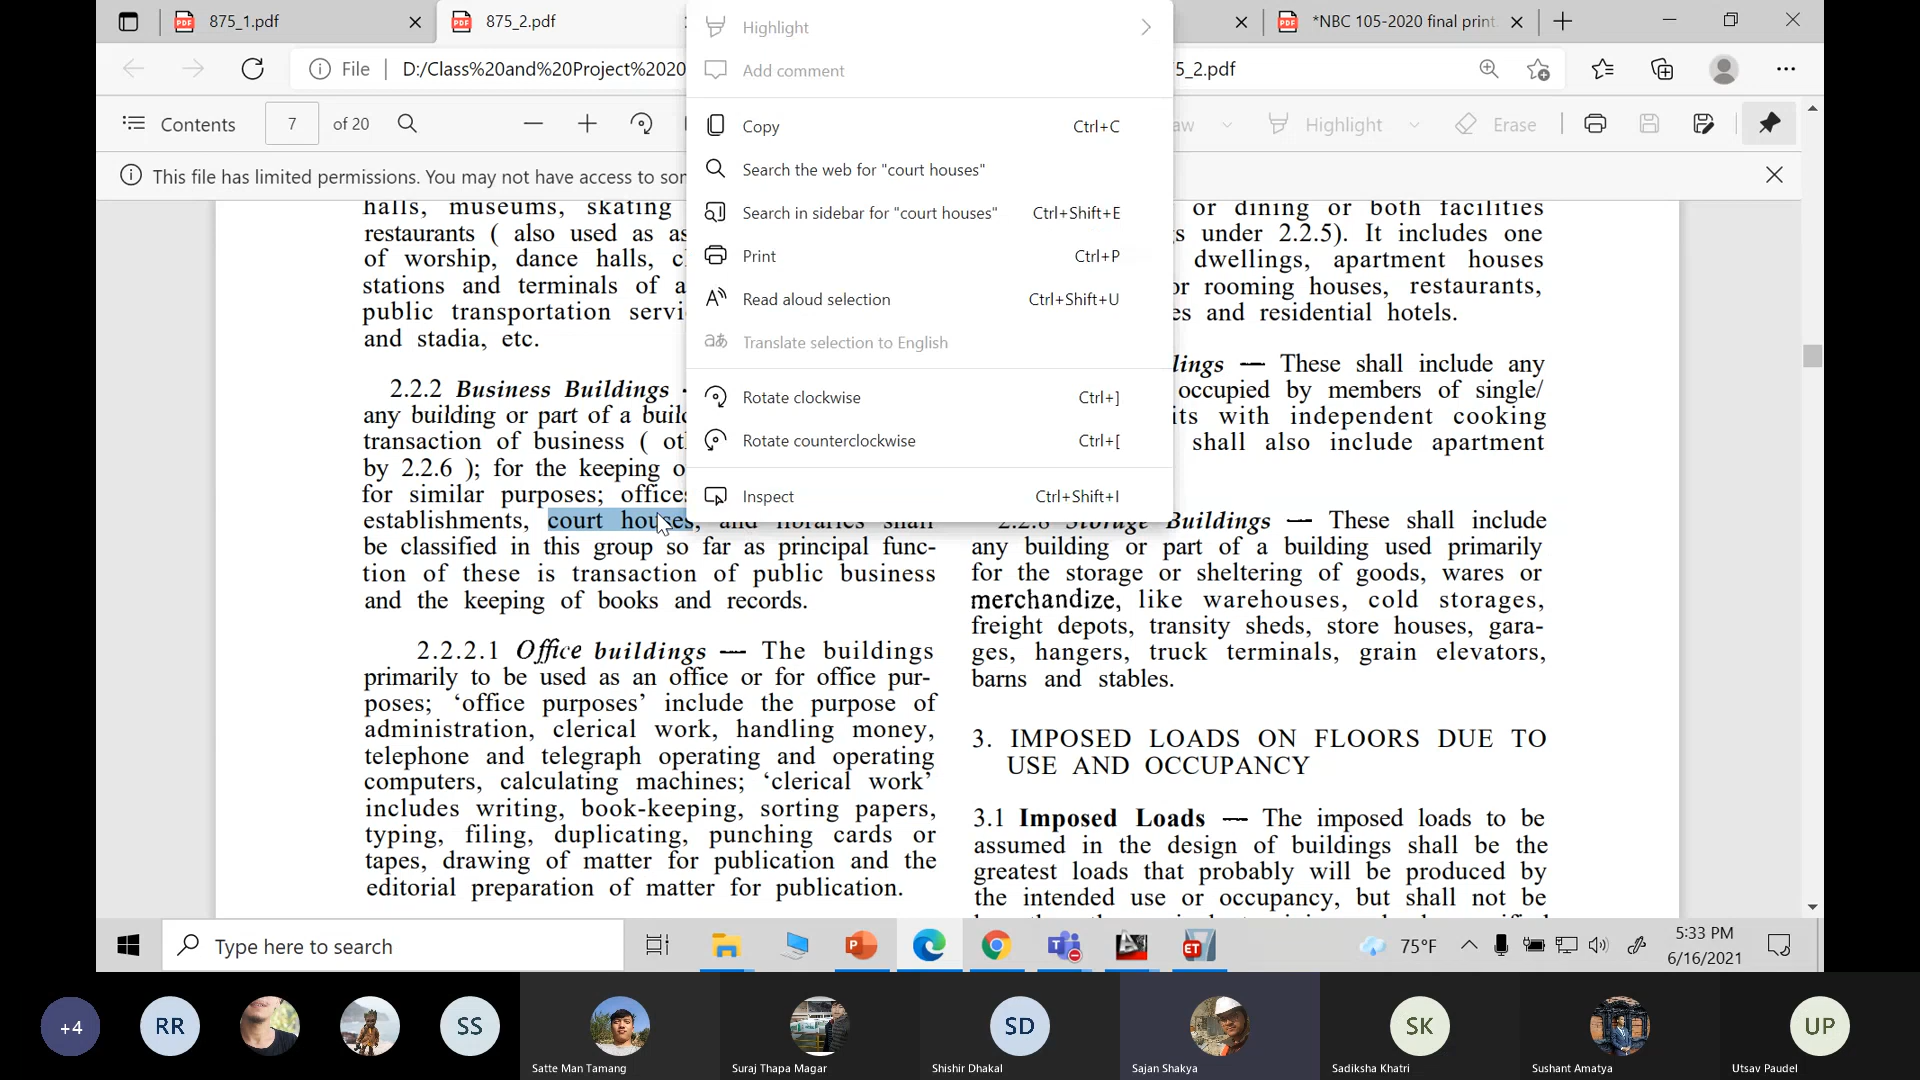 875_1.pdf
875_2.pdf
*NBC 105-2020 final print
File
D:/Class%20and%20Project%2020
5_2.pdf
Contents
7
of 20
aw
Highlight
Erase
This file has limited permissions. You may not have access to sor
Highlight
Add comment
Copy Ctrl+C
Search the web for "court houses"
Search in sidebar for "court houses" Ctrl+Shift+E
Print Ctrl+P
Read aloud selection Ctrl+Shift+U
Translate selection to English
Rotate clockwise Ctrl+]
Rotate counterclockwise Ctrl+[
Inspect Ctrl+Shift+I
halls, museums, skating
restaurants ( also used as as
of worship, dance halls, cl
stations and terminals of a
public transportation servi
and stadia, etc.
2.2.2 Business Buildings -
any building or part of a build
transaction of business ( oth
by 2.2.6 ); for the keeping o
for similar purposes; offices
establishments, court houses, and libraries shall
be classified in this group so far as principal func-
tion of these is transaction of public business
and the keeping of books and records.
2.2.2.1 Office buildings — The buildings
primarily to be used as an office or for office pur-
poses; ‘office purposes’ include the purpose of
administration, clerical work, handling money,
telephone and telegraph operating and operating
computers, calculating machines; ‘clerical work’
includes writing, book-keeping, sorting papers,
typing, filing, duplicating, punching cards or
tapes, drawing of matter for publication and the
editorial preparation of matter for publication.
or dining or both facilities
s under 2.2.5). It includes one
dwellings, apartment houses
or rooming houses, restaurants,
es and residential hotels.
lings — These shall include any
occupied by members of single/
its with independent cooking
shall also include apartment
2.2.8 Storage Buildings — These shall include
any building or part of a building used primarily
for the storage or sheltering of goods, wares or
merchandize, like warehouses, cold storages,
freight depots, transity sheds, store houses, gara-
ges, hangers, truck terminals, grain elevators,
barns and stables.
3. IMPOSED LOADS ON FLOORS DUE TO
USE AND OCCUPANCY
3.1 Imposed Loads — The imposed loads to be
assumed in the design of buildings shall be the
greatest loads that probably will be produced by
the intended use or occupancy, but shall not be
Type here to search
75°F
5:33 PM
6/16/2021
+4
RR
SS
SD
SK
UP
Satte Man Tamang
Suraj Thapa Magar
Shishir Dhakal
Sajan Shakya
Sadiksha Khatri
Sushant Amatya
Utsav Paudel